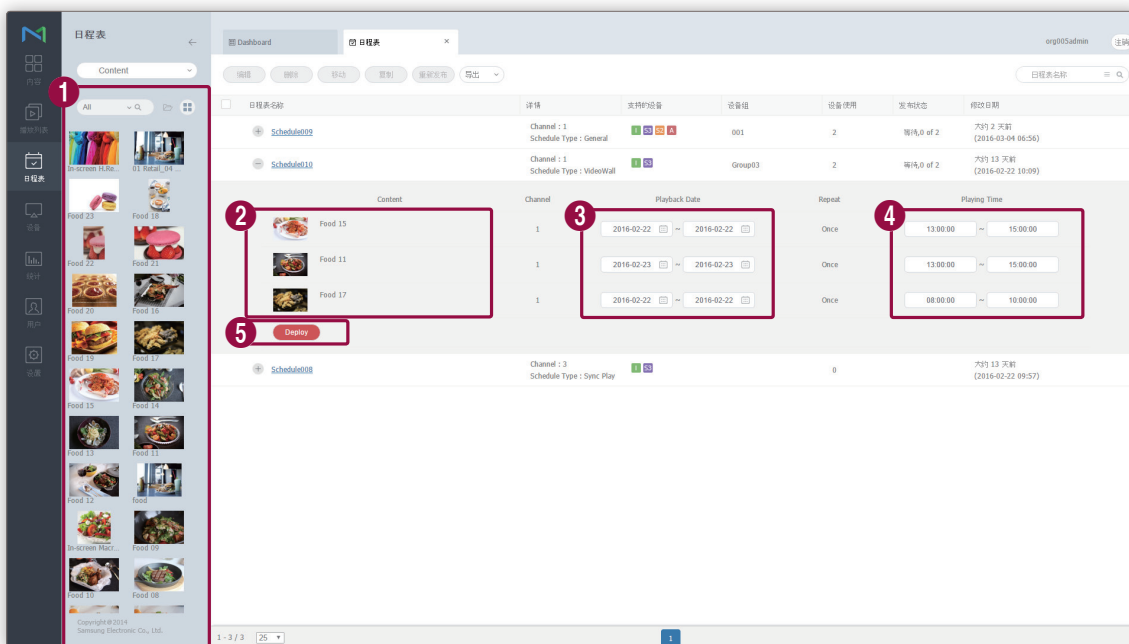 日程表
←
Content
1
All
In-screen H.Re...
01 Retail_04 ...
Food 23
Food 18
Food 22
Food 21
Food 20
Food 16
Food 19
Food 17
Food 15
Food 14
Food 13
Food 11
Food 12
food
In-screen Macr...
Food 09
Food 10
Food 08
Copyright©2014
Samsung Electronic Co., Ltd.
内容
播放列表
日程表
设备
统计
用户
设置
Dashboard
日程表
×
org005admin
注销
编辑
删除
移动
复制
重新发布
导出
日程表名称
日程表名称
详情
支持的设备
设备组
设备使用
发布状态
修改日期
Schedule009
Channel : 1
Schedule Type : General
I S3 S2 A
001
2
等待,0 of 2
大约 2 天前
(2016-03-04 06:56)
Schedule010
Channel : 1
Schedule Type : VideoWall
I S3
Group03
2
等待,0 of 2
大约 13 天前
(2016-02-22 10:09)
Content
Channel
Playback Date
Repeat
Playing Time
2
3
4
Food 15
1
2016-02-22 ~ 2016-02-22
Once
13:00:00 ~ 15:00:00
Food 11
1
2016-02-23 ~ 2016-02-23
Once
13:00:00 ~ 15:00:00
Food 17
1
2016-02-22 ~ 2016-02-22
Once
08:00:00 ~ 10:00:00
5
Deploy
Schedule008
Channel : 3
Schedule Type : Sync Play
I S3
0
大约 13 天前
(2016-02-22 09:57)
1 - 3 / 3
25
1